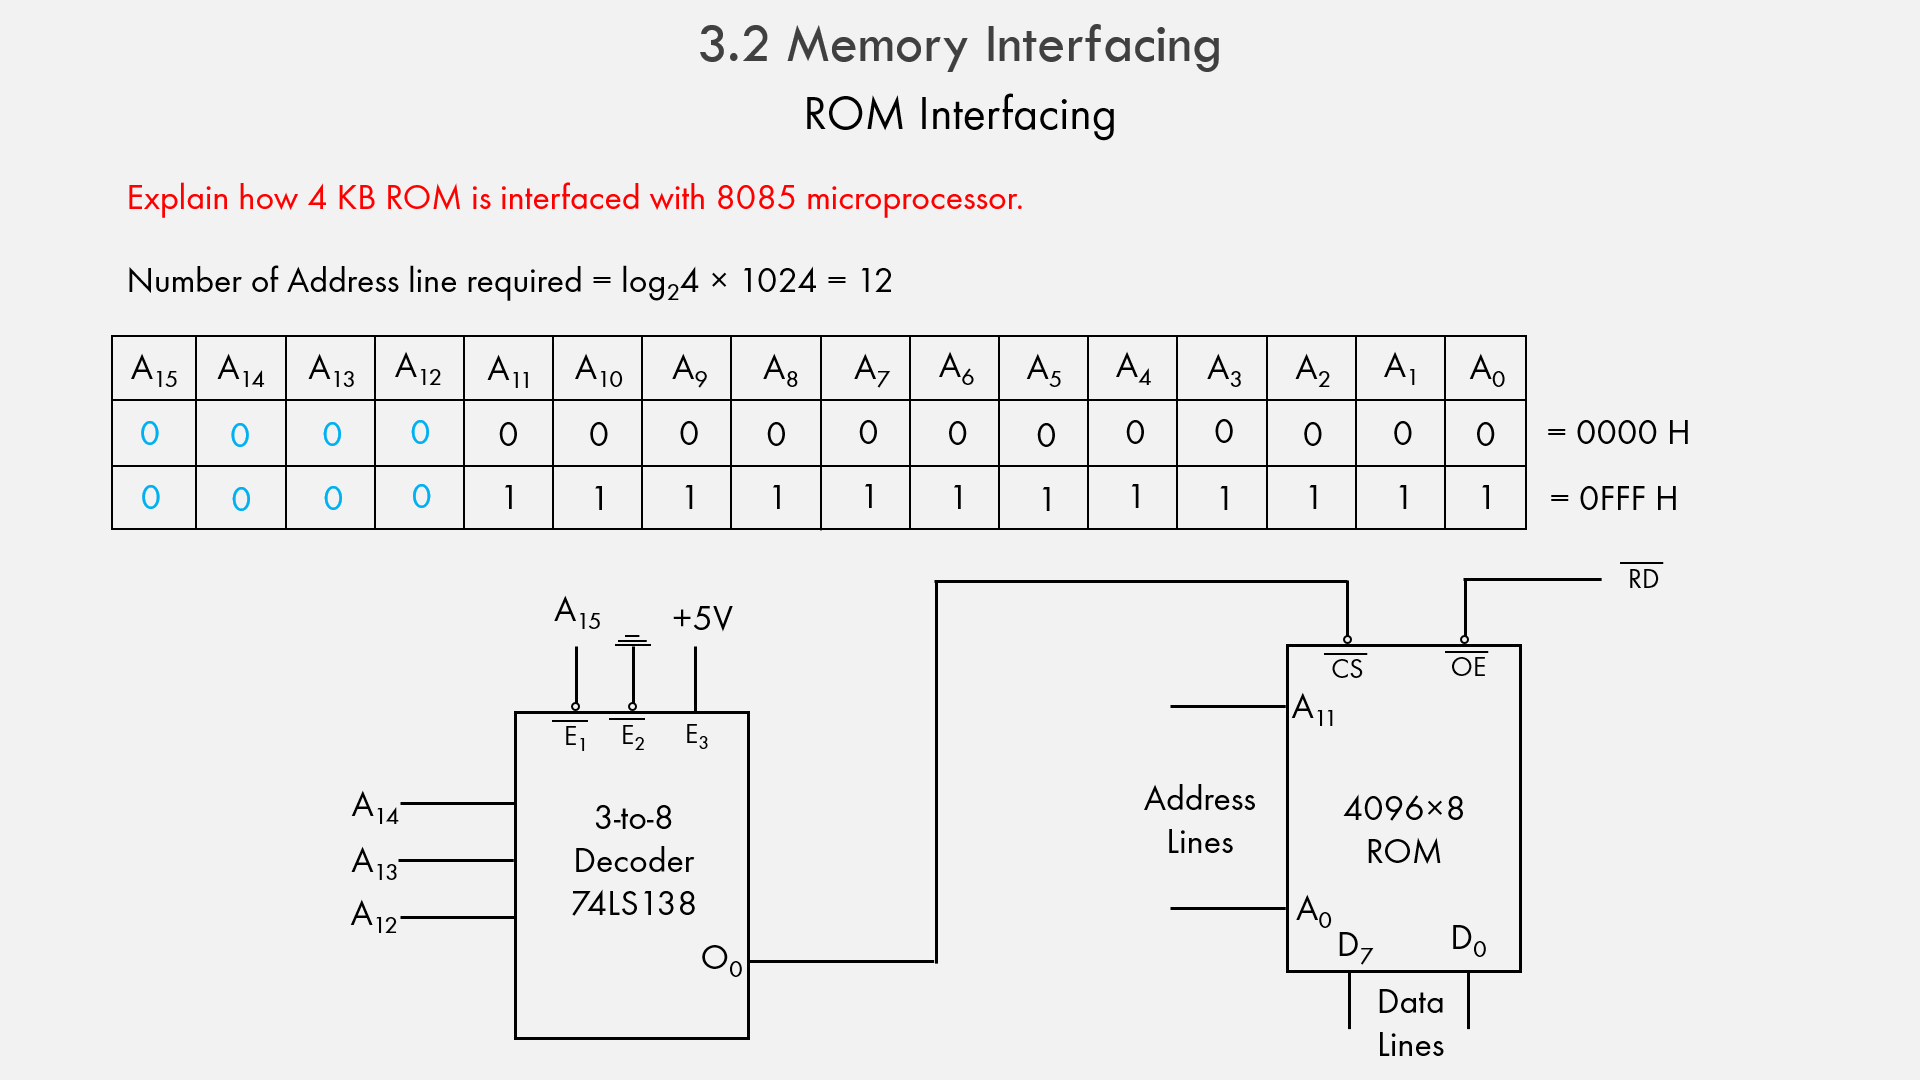 3.2 Memory Interfacing
ROM Interfacing
Explain how 4 KB ROM is interfaced with 8085 microprocessor.
Number of Address line required = log₂4 × 1024 = 12
A₁₅ A₁₄ A₁₃ A₁₂ A₁₁ A₁₀ A₉ A₈ A₇ A₆ A₅ A₄ A₃ A₂ A₁ A₀
0 0 0 0 0 0 0 0 0 0 0 0 0 0 0 0 = 0000 H
0 0 0 0 1 1 1 1 1 1 1 1 1 1 1 1 = 0FFF H
A₁₅ +5V
E̅₁ E̅₂ E₃
A₁₄
A₁₃
A₁₂
3-to-8
Decoder
74LS138
O₀
R̅D̅
C̅S̅ O̅E̅
A₁₁
Address
Lines
4096×8
ROM
A₀
D₇ D₀
Data
Lines